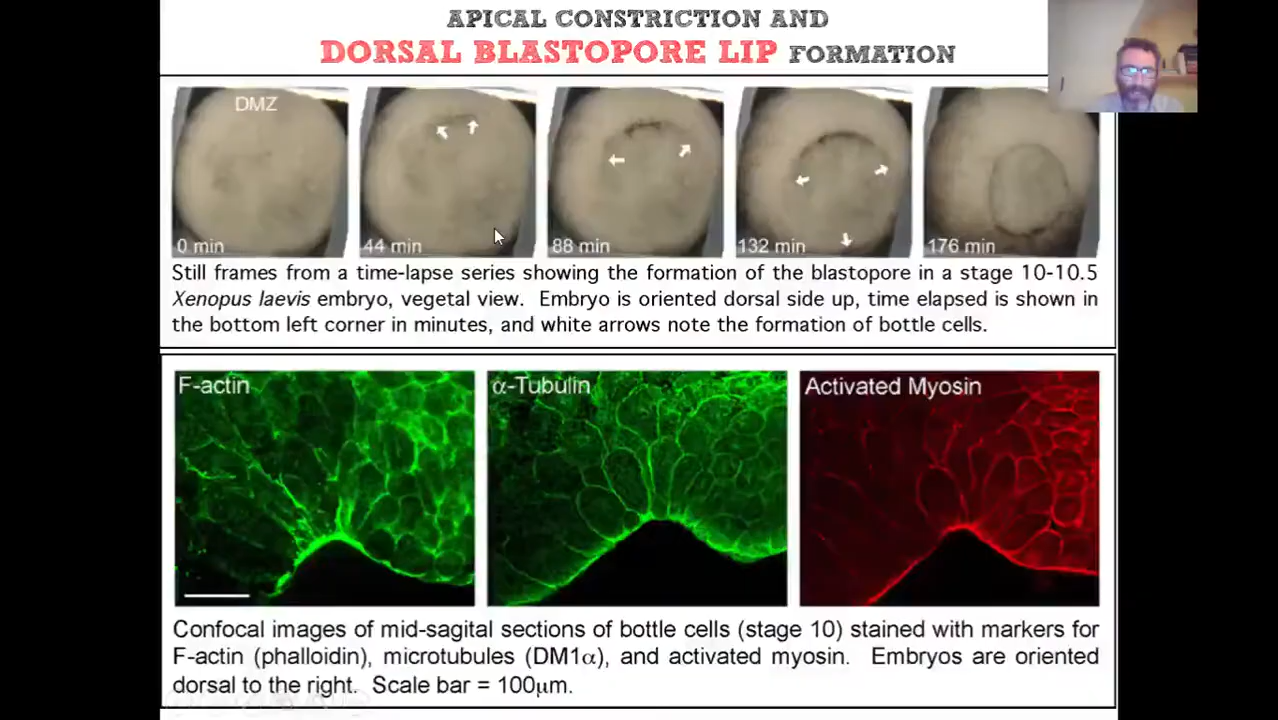 APICAL CONSTRICTION AND
DORSAL BLASTOPORE LIP FORMATION
DMZ
0 min
44 min
88 min
132 min
176 min
Still frames from a time-lapse series showing the formation of the blastopore in a stage 10-10.5
Xenopus laevis embryo, vegetal view. Embryo is oriented dorsal side up, time elapsed is shown in
the bottom left corner in minutes, and white arrows note the formation of bottle cells.
F-actin
α-Tubulin
Activated Myosin
Confocal images of mid-sagital sections of bottle cells (stage 10) stained with markers for
F-actin (phalloidin), microtubules (DM1α), and activated myosin. Embryos are oriented
dorsal to the right. Scale bar = 100μm.